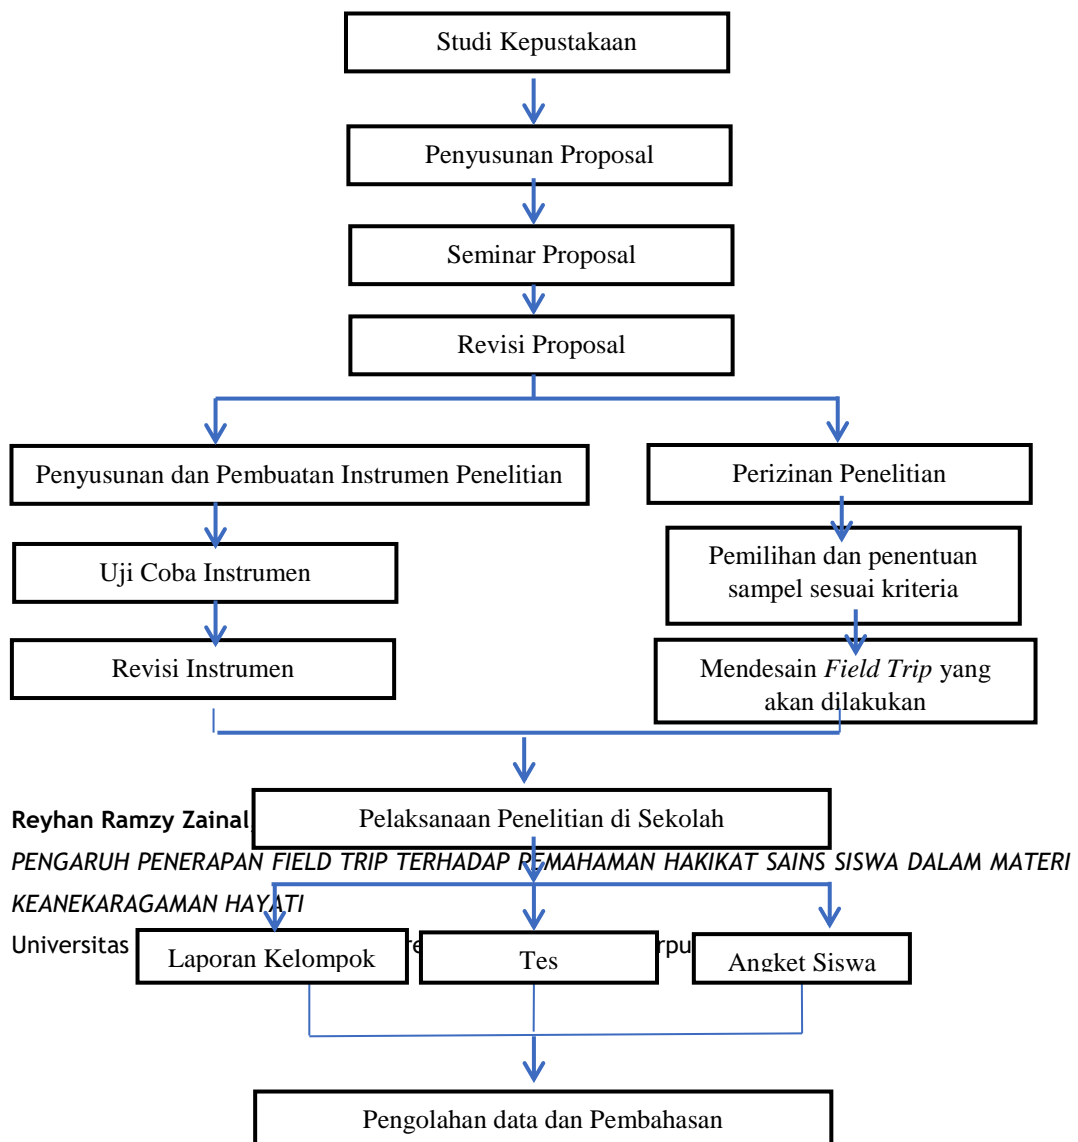 Studi Kepustakaan
Penyusunan Proposal
Seminar Proposal
Revisi Proposal
Penyusunan dan Pembuatan Instrumen Penelitian
Perizinan Penelitian
Uji Coba Instrumen
Pemilihan dan penentuan
sampel sesuai kriteria
Revisi Instrumen
Mendesain Field Trip yang
akan dilakukan
Reyhan Ramzy Zainal
Pelaksanaan Penelitian di Sekolah
PENGARUH PENERAPAN FIELD TRIP TERHADAP PEMAHAMAN HAKIKAT SAINS SISWA DALAM MATERI
KEANEKARAGAMAN HAYATI
Universitas
Laporan Kelompok
Tes
Angket Siswa
Pengolahan data dan Pembahasan